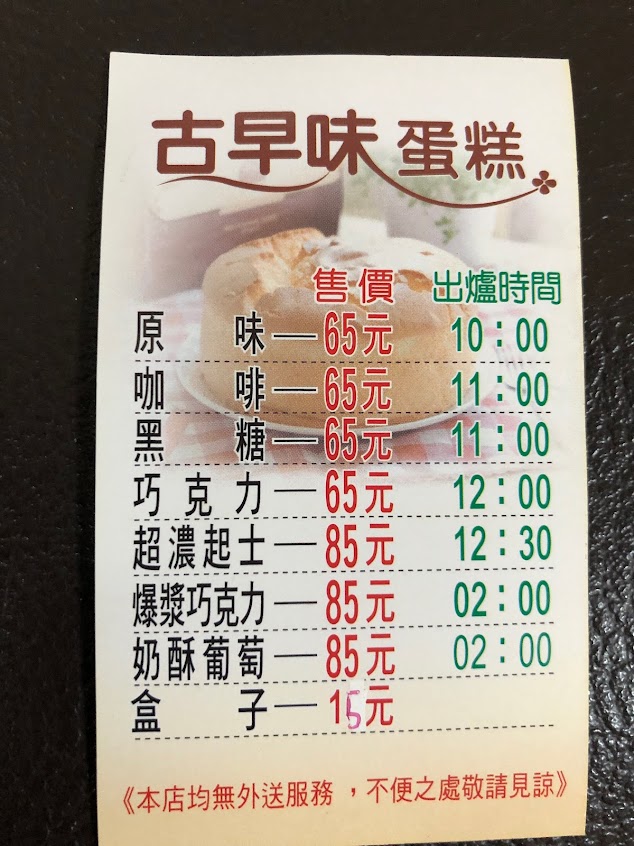 古早味 蛋糕
售價 出爐時間
原味—65元 10：00
咖啡—65元 11：00
黑糖—65元 11：00
巧克力—65元 12：00
超濃起士—85元 12：30
爆漿巧克力—85元 02：00
奶酥葡萄—85元 02：00
盒子—15元
《本店均無外送服務，不便之處敬請見諒》